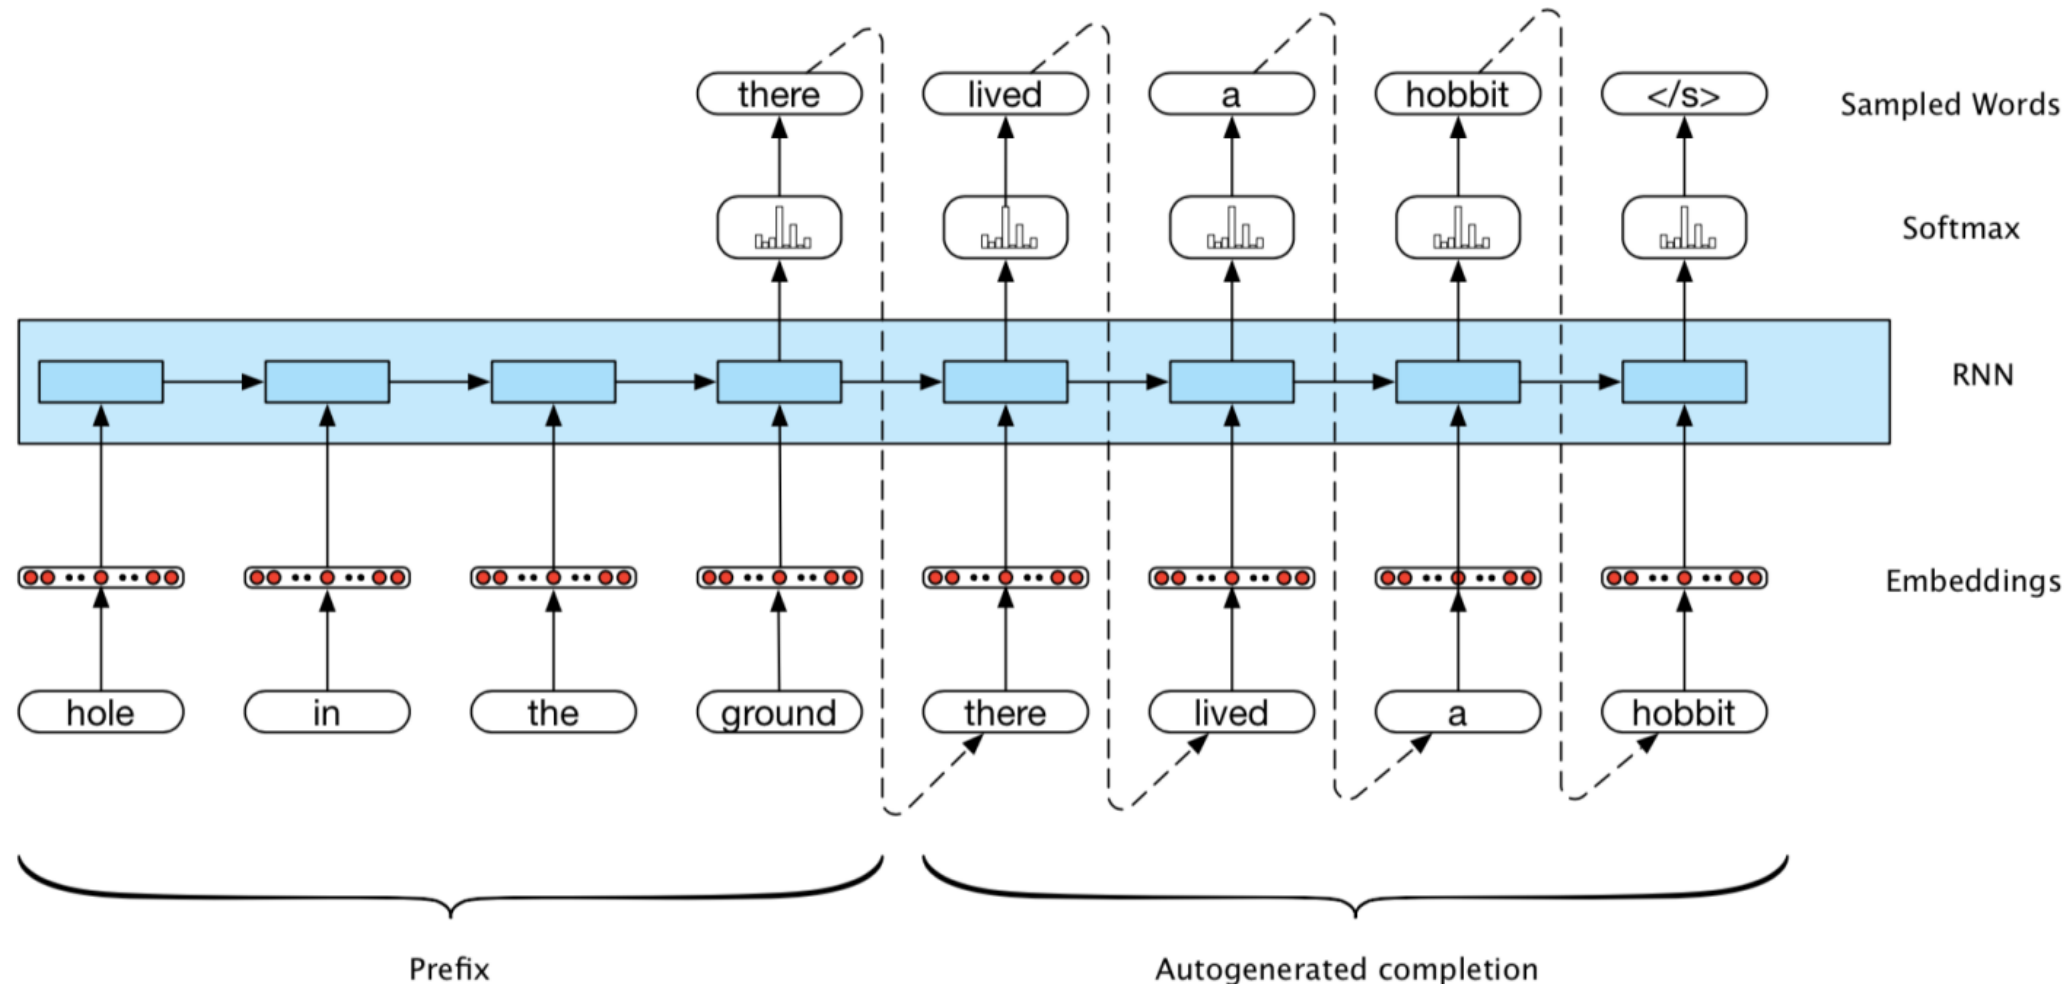 there lived a hobbit </s> Sampled Words
Softmax
RNN
Embeddings
hole in the ground there lived a hobbit
Prefix Autogenerated completion